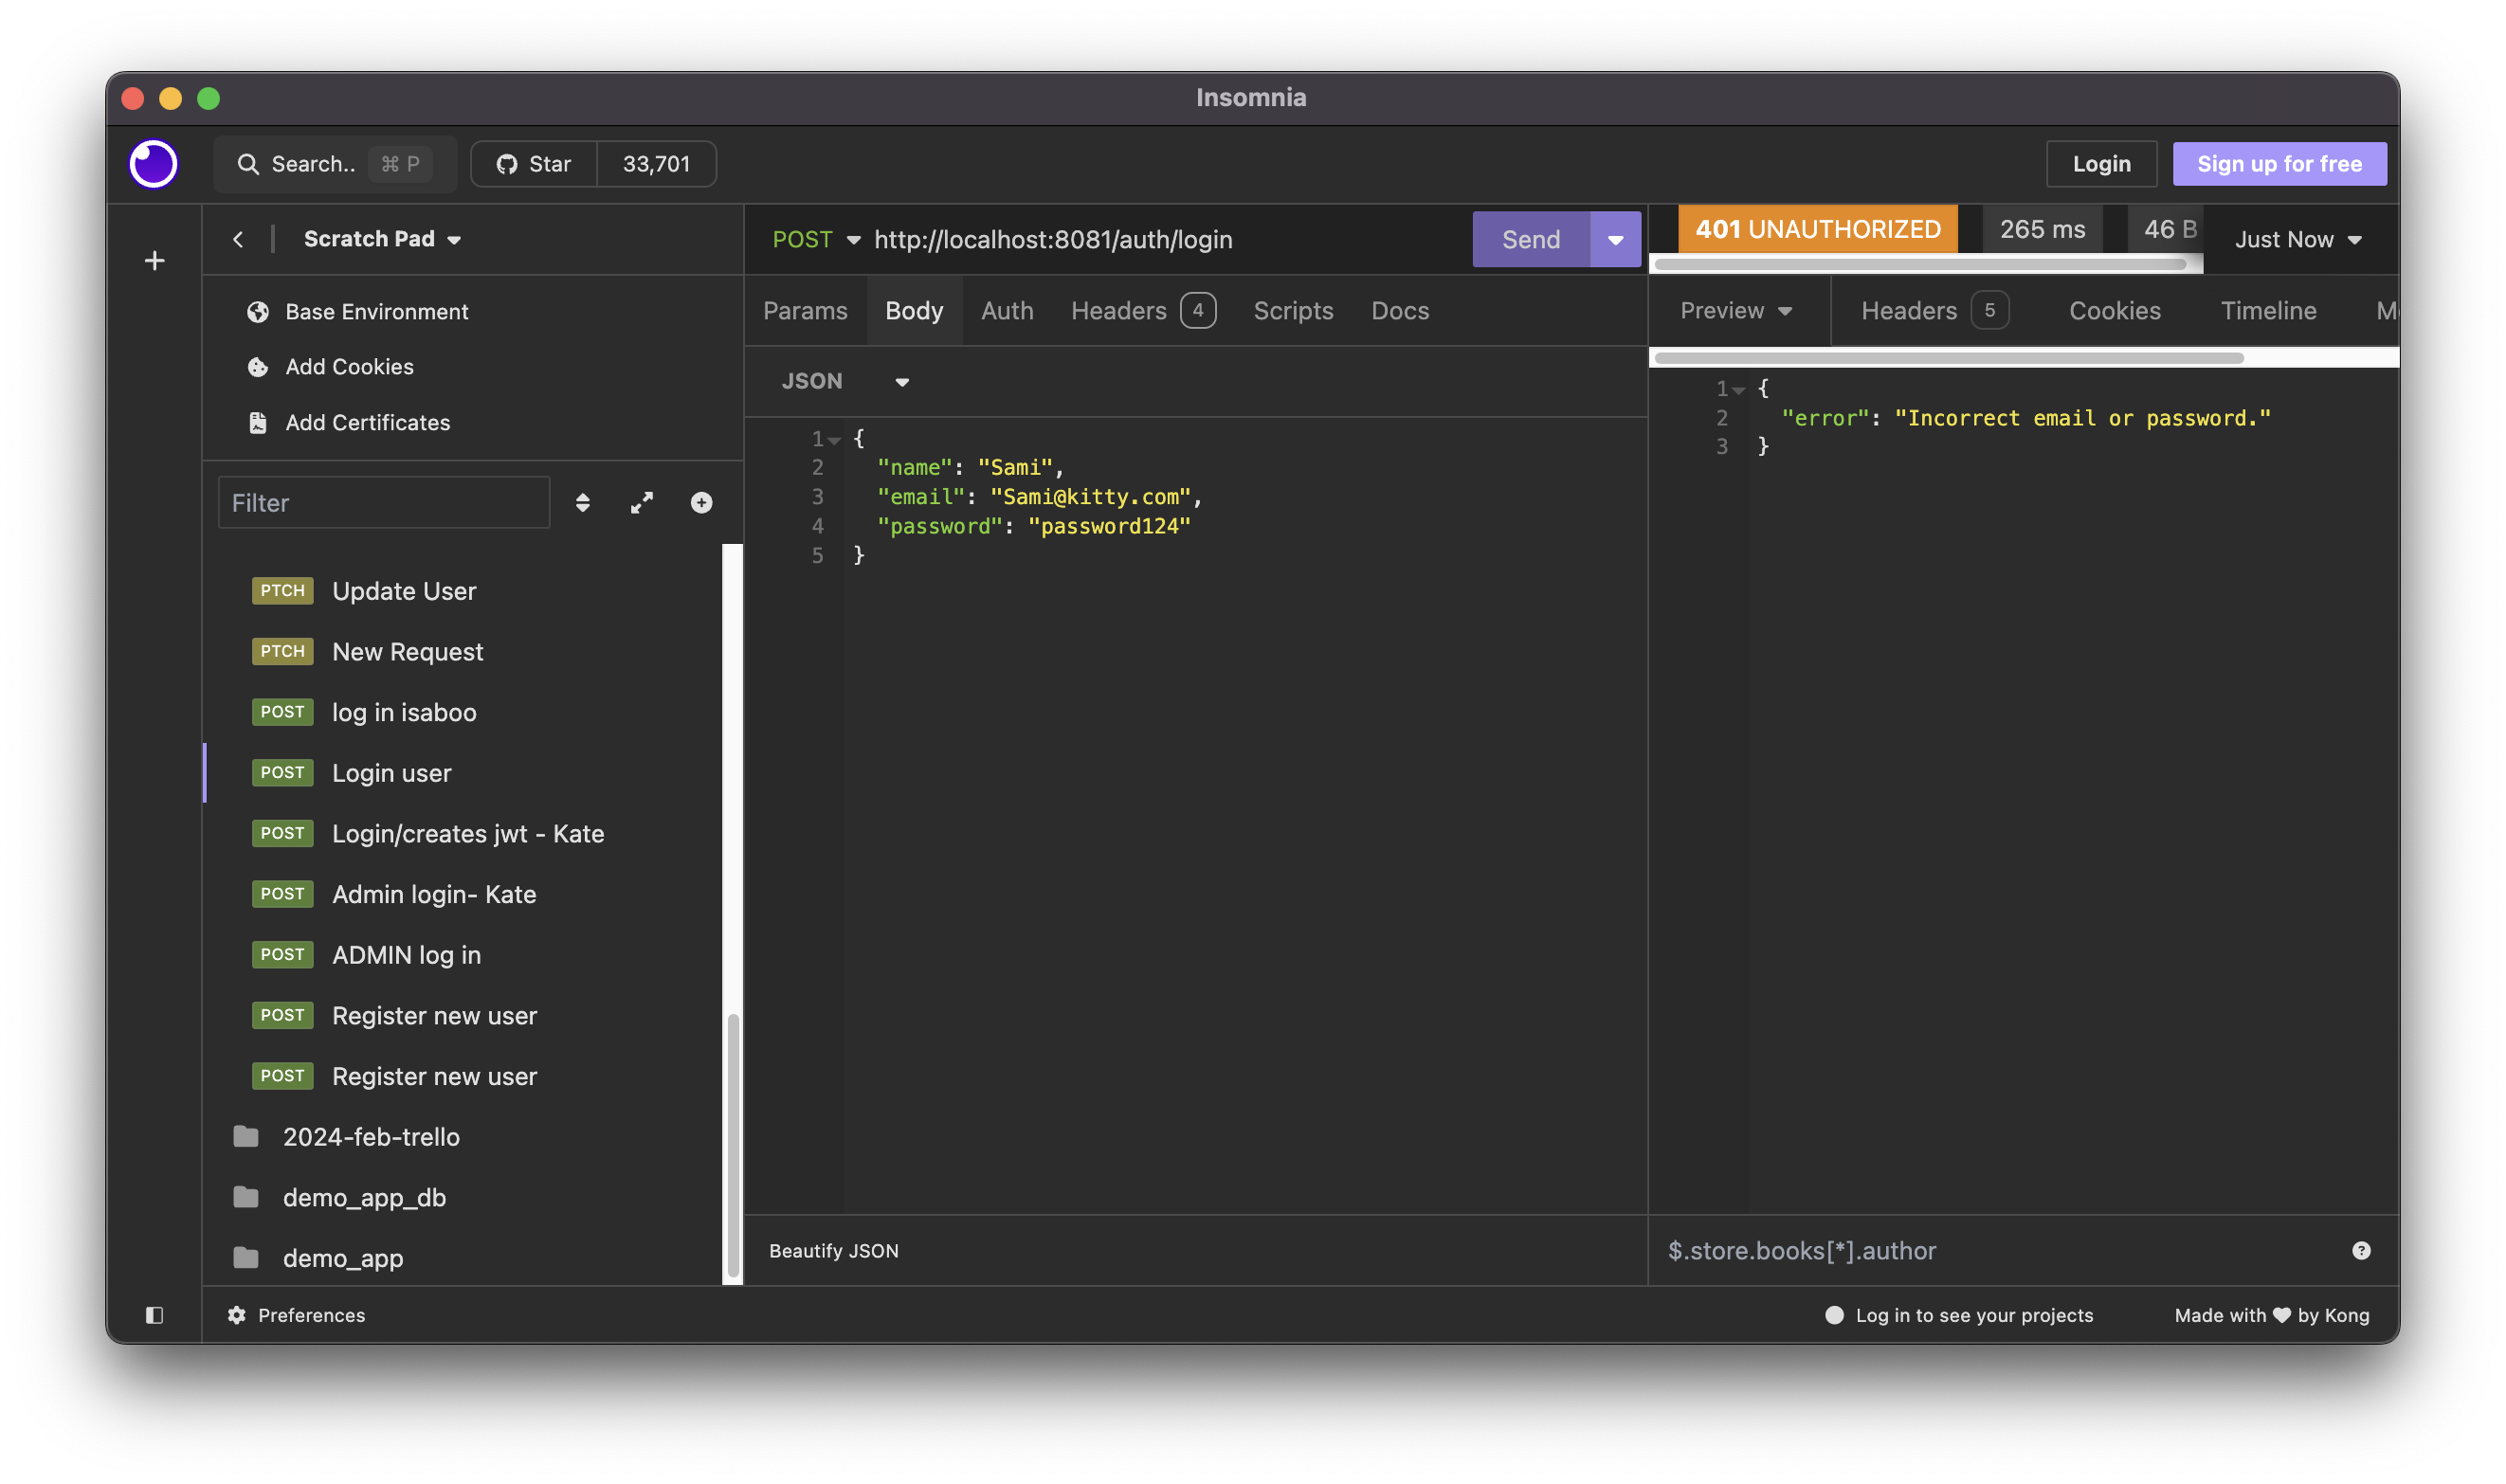 Insomnia
Search.. ⌘ P
Star 33,701
Login
Sign up for free
Scratch Pad
Base Environment
Add Cookies
Add Certificates
Filter
PTCH Update User
PTCH New Request
POST log in isaboo
POST Login user
POST Login/creates jwt - Kate
POST Admin login- Kate
POST ADMIN log in
POST Register new user
POST Register new user
2024-feb-trello
demo_app_db
demo_app
Preferences
POST http://localhost:8081/auth/login
Send
Params Body Auth Headers 4 Scripts Docs
JSON
1 {
2 "name": "Sami",
3 "email": "Sami@kitty.com",
4 "password": "password124"
5 }
Beautify JSON
401 UNAUTHORIZED 265 ms 46 B
Just Now
Preview Headers 5 Cookies Timeline
1 {
2 "error": "Incorrect email or password."
3 }
$.store.books[*].author
Log in to see your projects
Made with ♥ by Kong